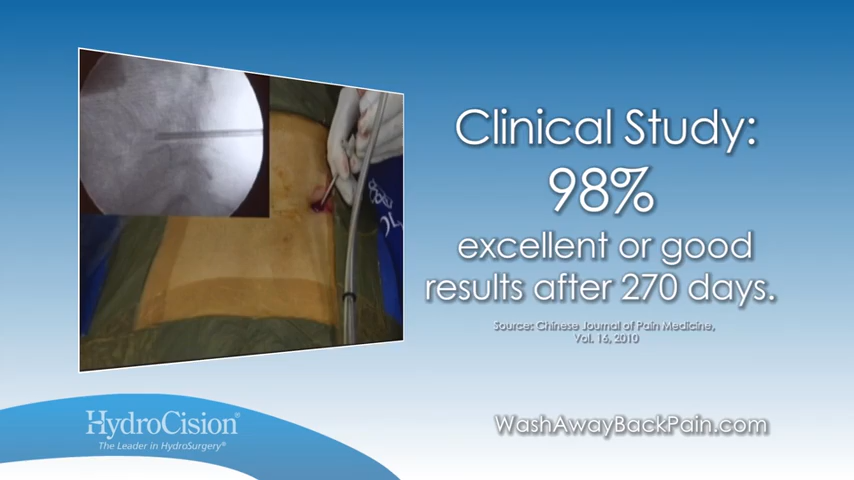 Clinical Study:
98%
excellent or good
results after 270 days.
Source: Chinese Journal of Pain Medicine,
Vol. 16, 2010
HydroCision®
The Leader in HydroSurgery®
WashAwayBackPain.com